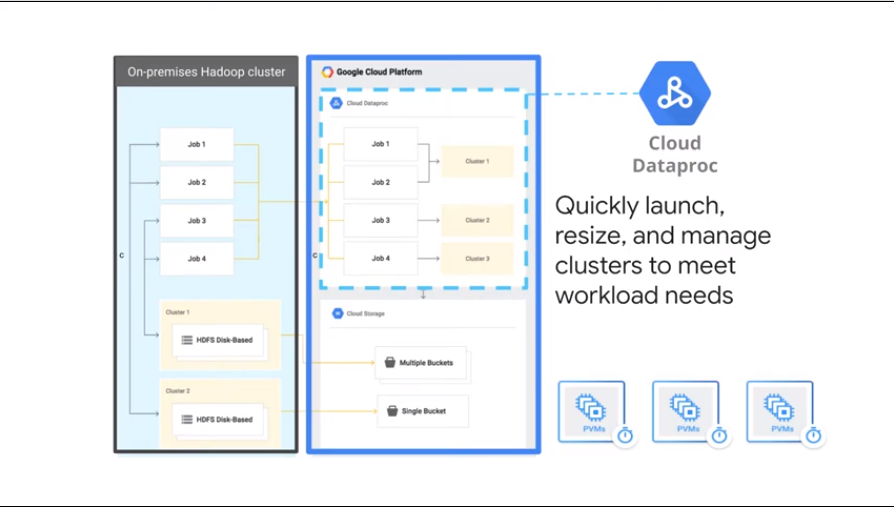 On-premises Hadoop cluster
Job 1
Job 2
Job 3
Job 4
C
Cluster 1
HDFS Disk-Based
Cluster 2
HDFS Disk-Based
Google Cloud Platform
Cloud Dataproc
Job 1
Job 2
Job 3
Job 4
C
Cluster 1
Cluster 2
Cluster 3
Cloud Storage
Multiple Buckets
Single Bucket
Cloud
Dataproc
Quickly launch,
resize, and manage
clusters to meet
workload needs
PVMs
PVMs
PVMs